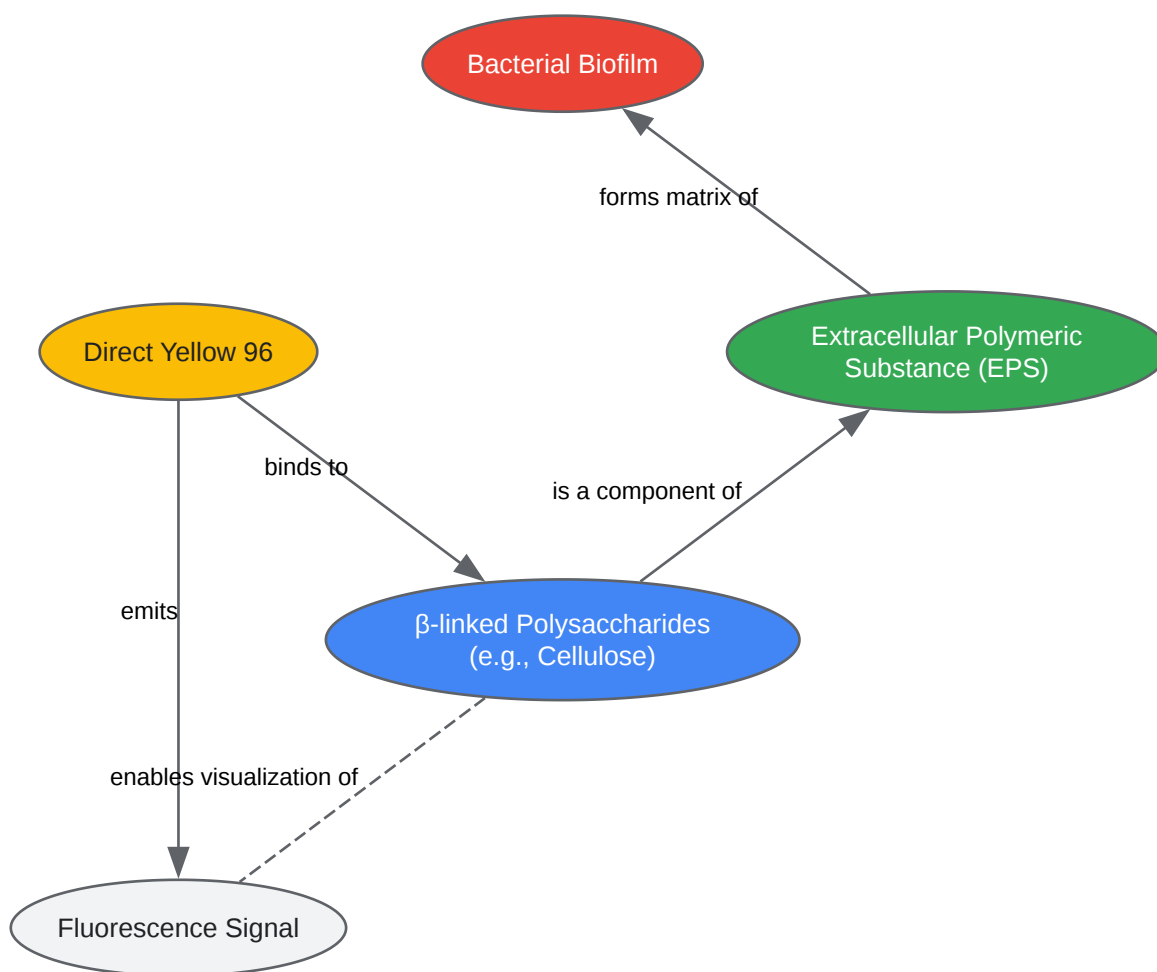 Bacterial Biofilm
forms matrix of
Extracellular Polymeric
Substance (EPS)
Direct Yellow 96
binds to
is a component of
emits
β-linked Polysaccharides
(e.g., Cellulose)
enables visualization of
Fluorescence Signal